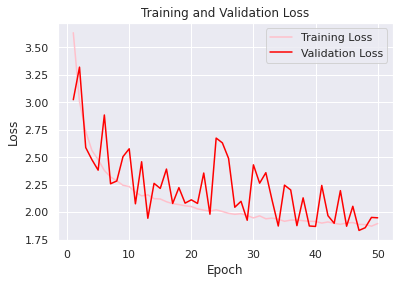 Training and Validation Loss
Training Loss
Validation Loss
3.50
3.25
3.00
2.75
2.50
2.25
2.00
1.75
Loss
0 10 20 30 40 50
Epoch